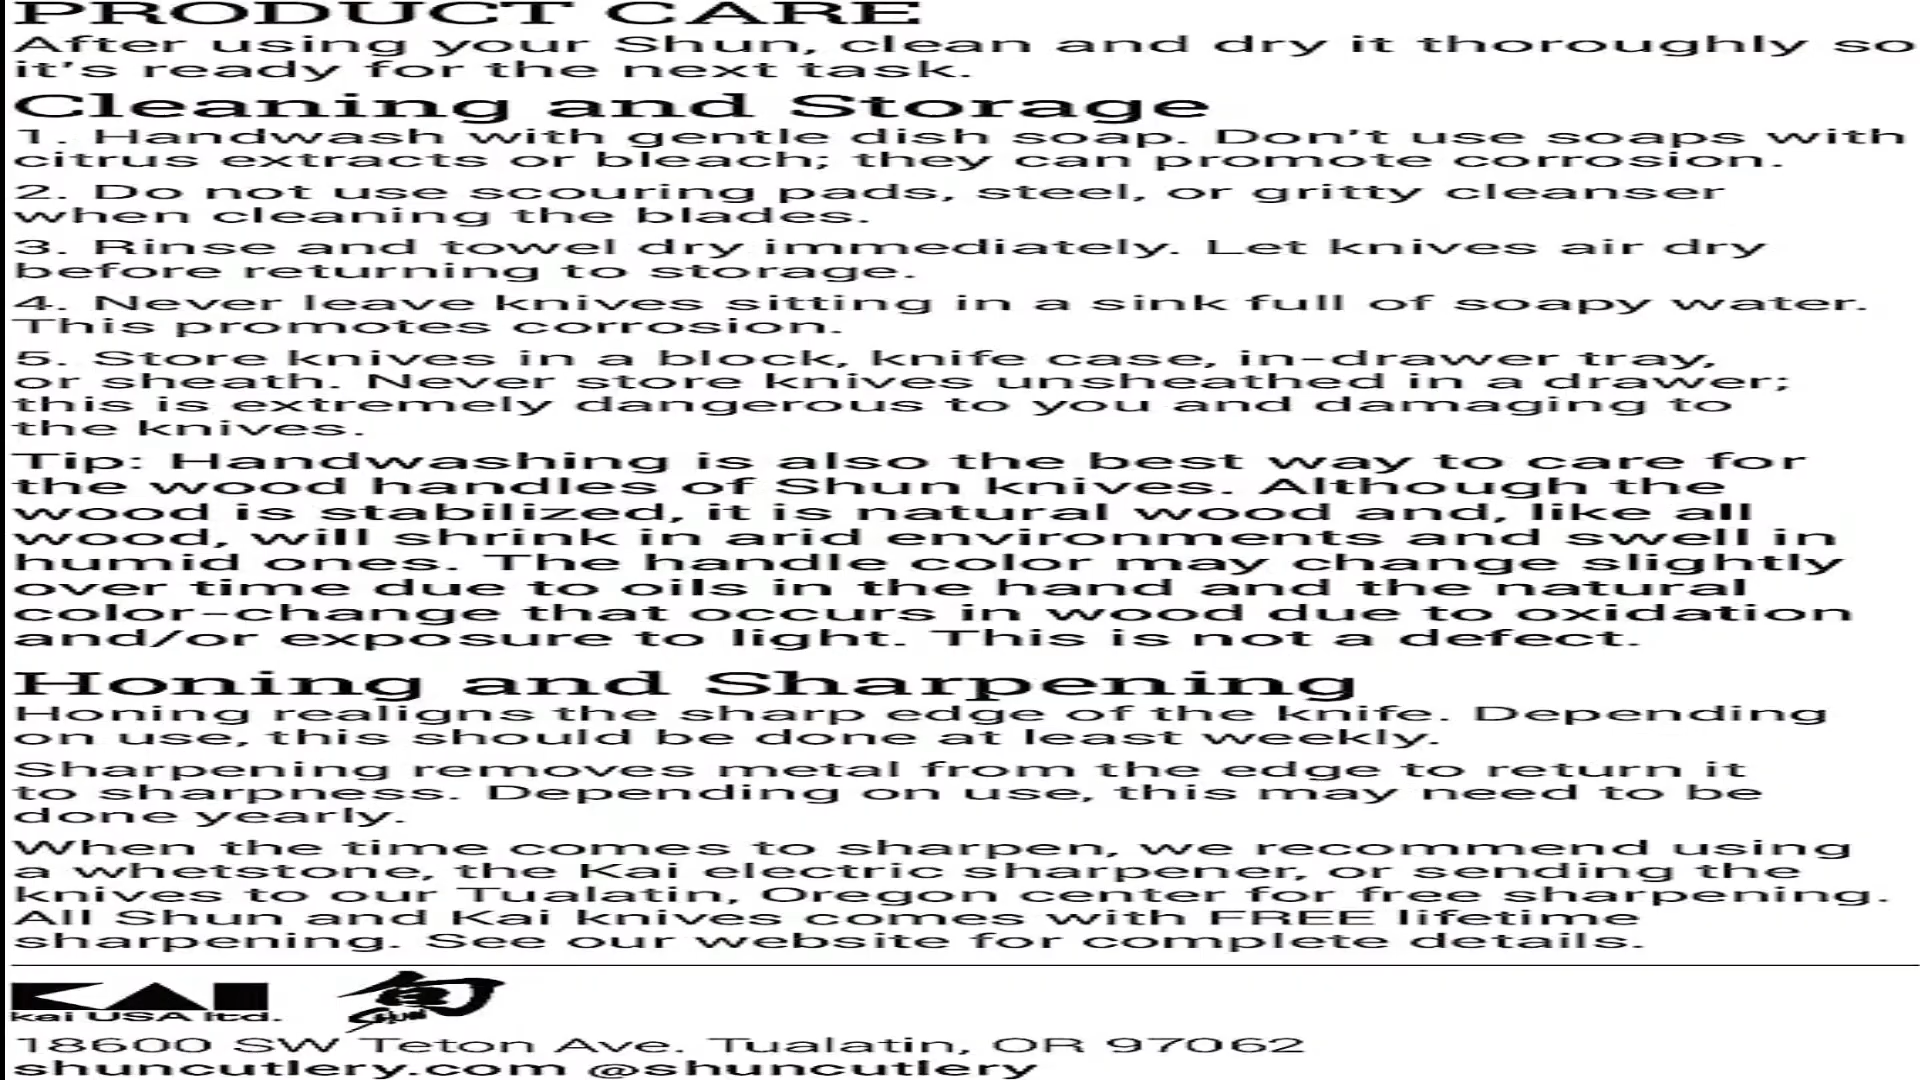 PRODUCT CARE
After using your Shun, clean and dry it thoroughly so
it's ready for the next task.
Cleaning and Storage
1. Handwash with gentle dish soap. Don't use soaps with
citrus extracts or bleach; they can promote corrosion.
2. Do not use scouring pads, steel, or gritty cleanser
when cleaning the blades.
3. Rinse and towel dry immediately. Let knives air dry
before returning to storage.
4. Never leave knives sitting in a sink full of soapy water.
This promotes corrosion.
5. Store knives in a block, knife case, in-drawer tray,
or sheath. Never store knives unsheathed in a drawer;
this is extremely dangerous to you and damaging to
the knives.
Tip: Handwashing is also the best way to care for
the wood handles of Shun knives. Although the
wood is stabilized, it is natural wood and, like all
wood, will shrink in arid environments and swell in
humid ones. The handle color may change slightly
over time due to oils in the hand and the natural
color-change that occurs in wood due to oxidation
and/or exposure to light. This is not a defect.
Honing and Sharpening
Honing realigns the sharp edge of the knife. Depending
on use, this should be done at least weekly.
Sharpening removes metal from the edge to return it
to sharpness. Depending on use, this may need to be
done yearly.
When the time comes to sharpen, we recommend using
a whetstone, the Kai electric sharpener, or sending the
knives to our Tualatin, Oregon center for free sharpening.
All Shun and Kai knives comes with FREE lifetime
sharpening. See our website for complete details.
KAI 旬
kai USA ltd. Shun
18600 SW Teton Ave. Tualatin, OR 97062
shuncutlery.com @shuncutlery